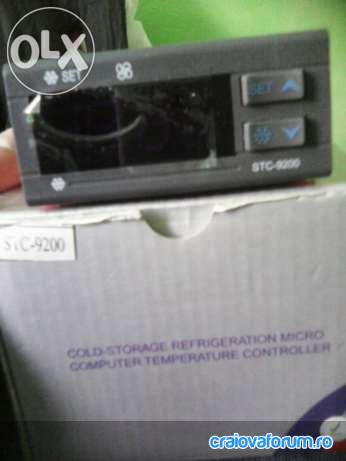 OLX
SET
SET
STC-9200
STC-9200
COLD-STORAGE REFRIGERATION MICRO
COMPUTER TEMPERATURE CONTROLLER
craiovaforum.ro